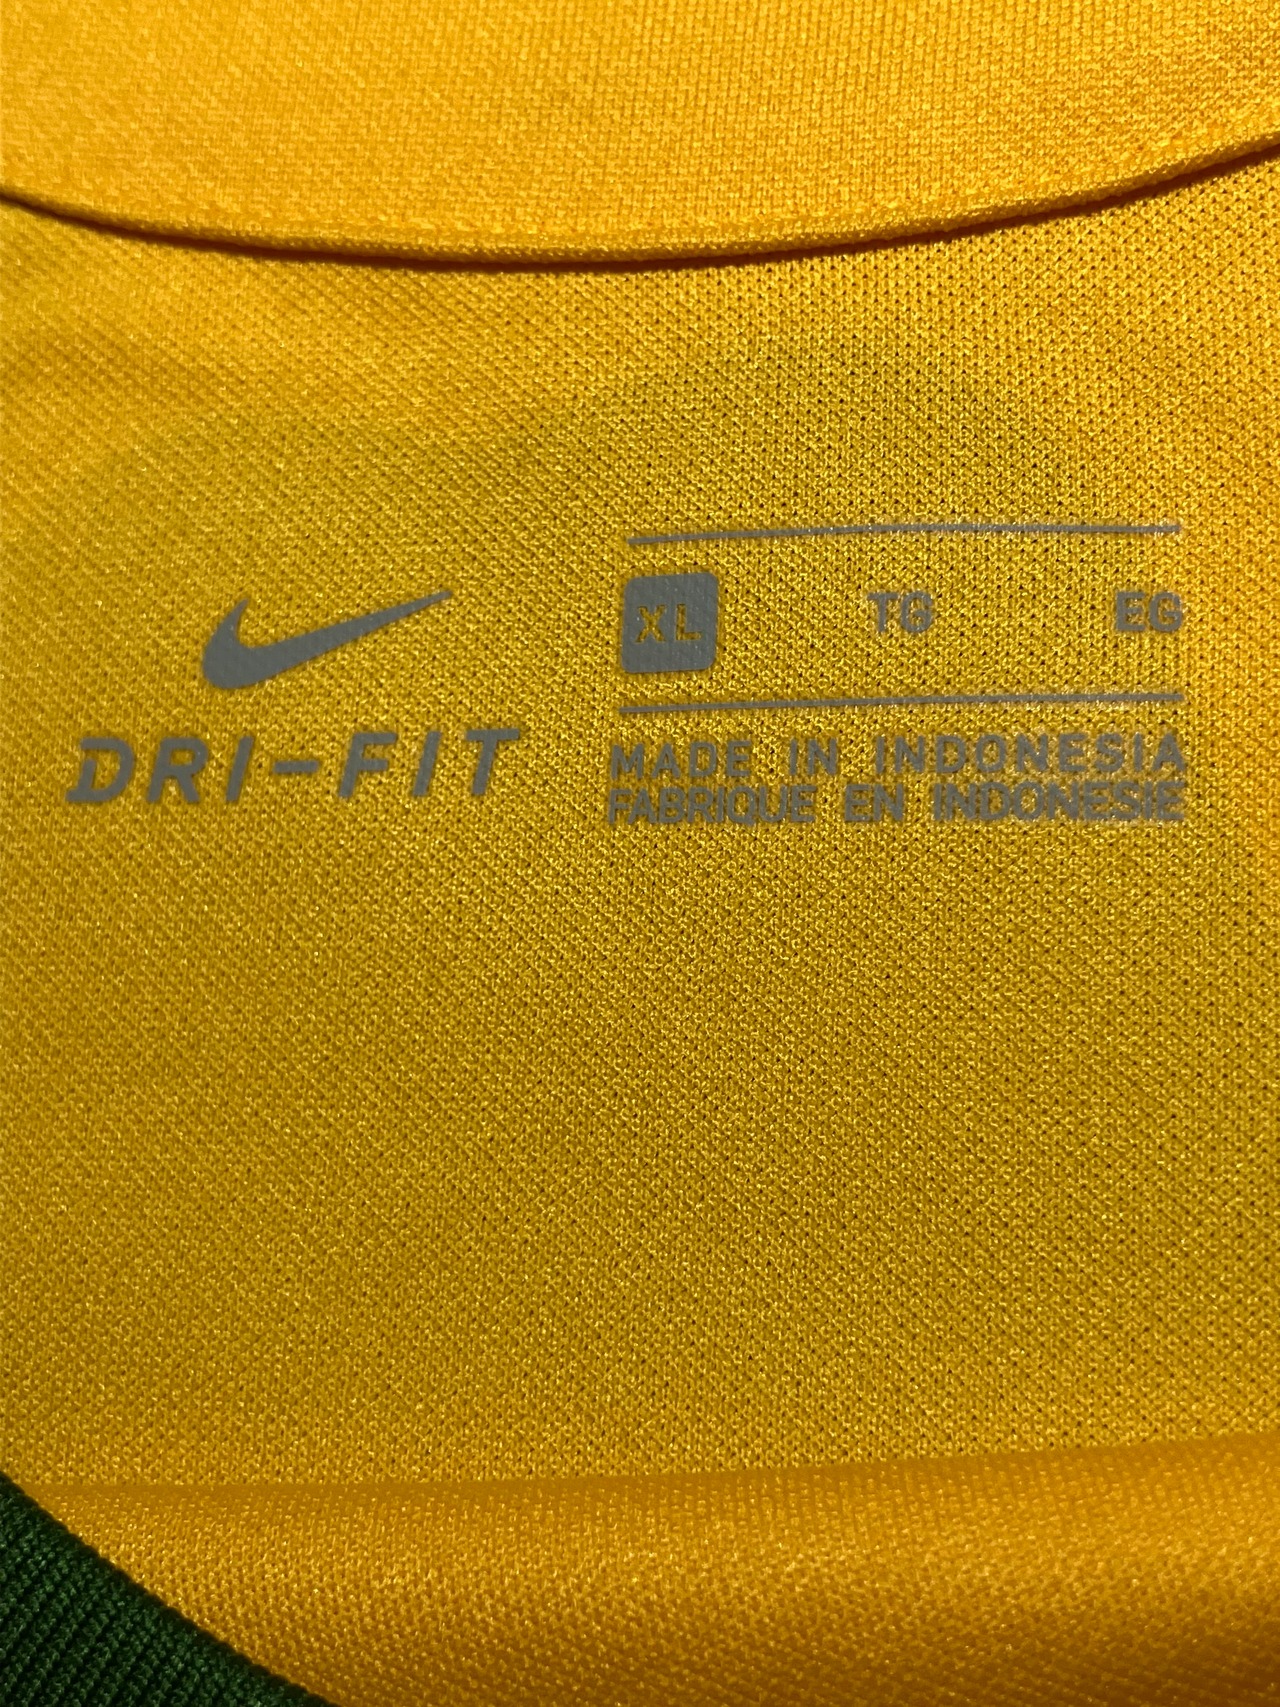 DRI-FIT
XL TG EG
MADE IN INDONESIA
FABRIQUE EN INDONESIE